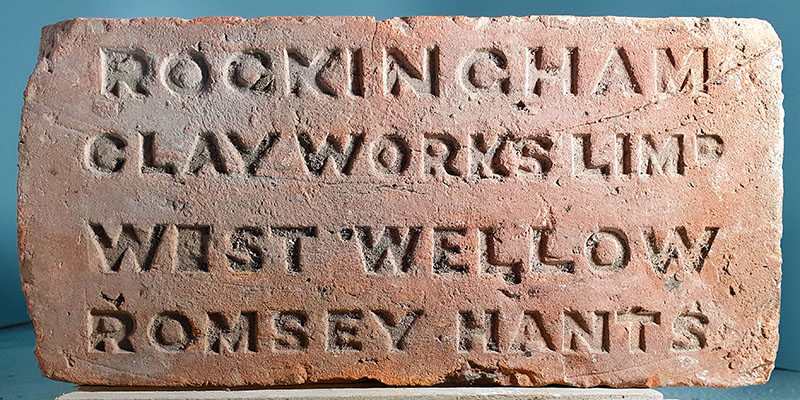 ROCKINGHAM
CLAY WORKS LIMD
WEST WELLOW
ROMSEY HANTS